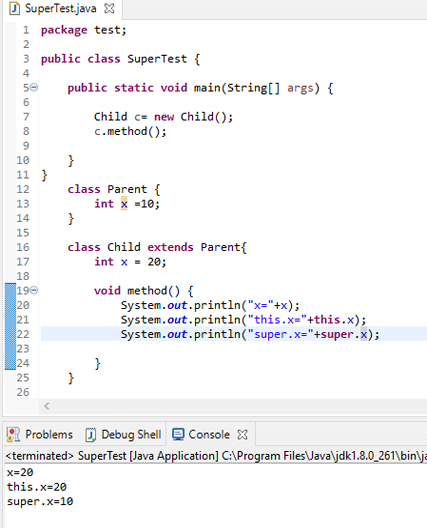 SuperTest.java
1 package test;
2
3 public class SuperTest {
4
5 public static void main(String[] args) {
6
7 Child c= new Child();
8 c.method();
9
10 }
11 }
12 class Parent {
13 int x =10;
14 }
15
16 class Child extends Parent{
17 int x = 20;
18
19 void method() {
20 System.out.println("x="+x);
21 System.out.println("this.x="+this.x);
22 System.out.println("super.x="+super.x);
23
24 }
25 }
26
Problems Debug Shell Console
<terminated> SuperTest [Java Application] C:\Program Files\Java\jdk1.8.0_261\bin\ja
x=20
this.x=20
super.x=10